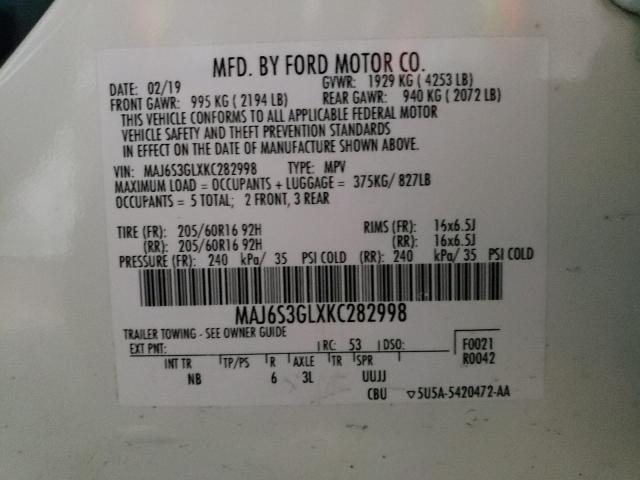 MFD. BY FORD MOTOR CO.
DATE: 02/19 GVWR: 1929 KG ( 4253 LB)
FRONT GAWR: 995 KG ( 2194 LB) REAR GAWR: 940 KG ( 2072 LB)
THIS VEHICLE CONFORMS TO ALL APPLICABLE FEDERAL MOTOR
VEHICLE SAFETY AND THEFT PREVENTION STANDARDS
IN EFFECT ON THE DATE OF MANUFACTURE SHOWN ABOVE.
VIN: MAJ6S3GLXKC282998 TYPE: MPV
MAXIMUM LOAD = OCCUPANTS + LUGGAGE = 375KG/ 827LB
OCCUPANTS = 5 TOTAL; 2 FRONT, 3 REAR
TIRE (FR): 205/60R16 92H RIMS (FR): 16x6.5J
(RR): 205/60R16 92H (RR): 16x6.5J
PRESSURE (FR): 240 kPa/ 35 PSI COLD (RR): 240 kPa/ 35 PSI COLD
MAJ6S3GLXKC282998
TRAILER TOWING - SEE OWNER GUIDE
EXT PNT: RC: 53 DSO: F0021
R0042
INT TR TP/PS R AXLE TR SPR
NB 6 3L UUJJ
CBU ▽5U5A-5420472-AA